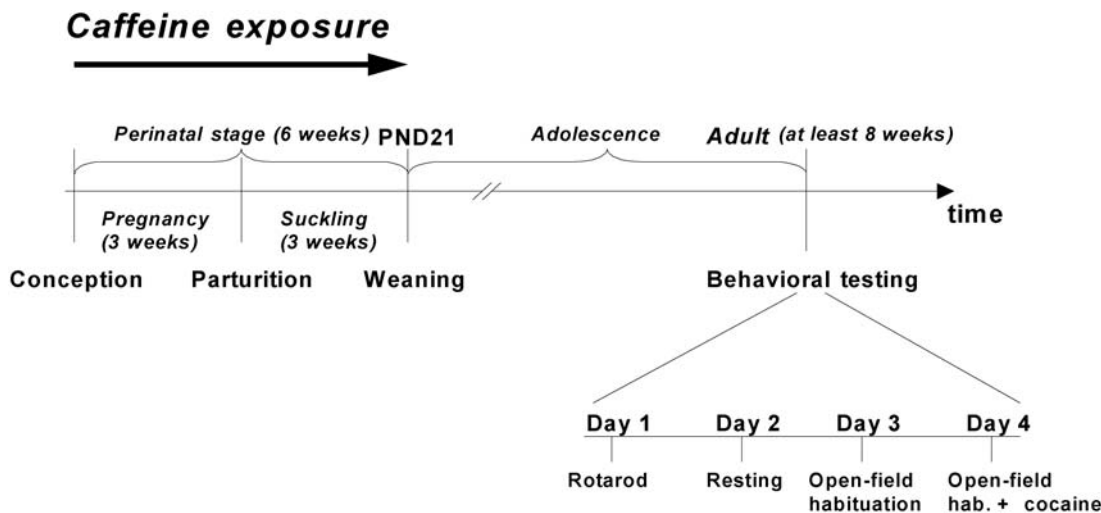 Caffeine exposure
Perinatal stage (6 weeks) PND21
Adolescence
Adult (at least 8 weeks)
time
Pregnancy
(3 weeks)
Suckling
(3 weeks)
Conception
Parturition
Weaning
Behavioral testing
Day 1
Day 2
Day 3
Day 4
Rotarod
Resting
Open-field
habituation
Open-field
hab. + cocaine